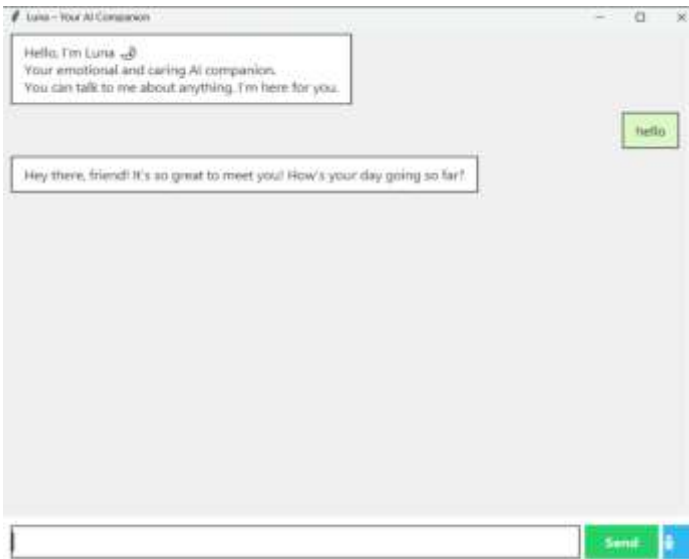 Luna – Your AI Companion
Hello, I'm Luna 🌙
Your emotional and caring AI companion.
You can talk to me about anything. I'm here for you.
hello
Hey there, friend! It's so great to meet you! How's your day going so far?
Send